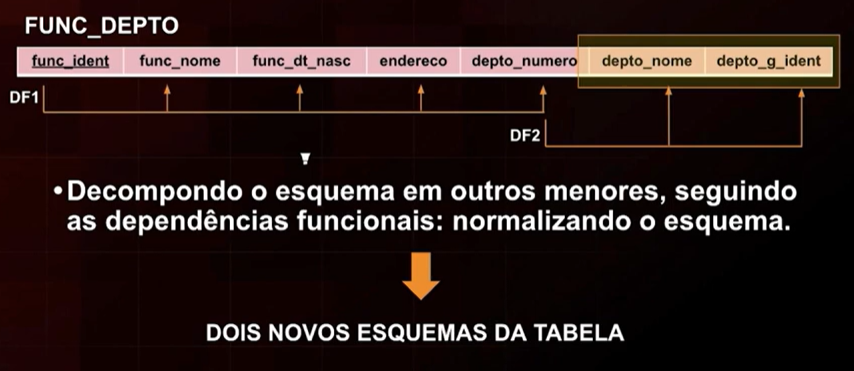 FUNC_DEPTO
func_ident func_nome func_dt_nasc endereco depto_numero depto_nome depto_g_ident
DF1
DF2
•Decompondo o esquema em outros menores, seguindo
as dependências funcionais: normalizando o esquema.
DOIS NOVOS ESQUEMAS DA TABELA